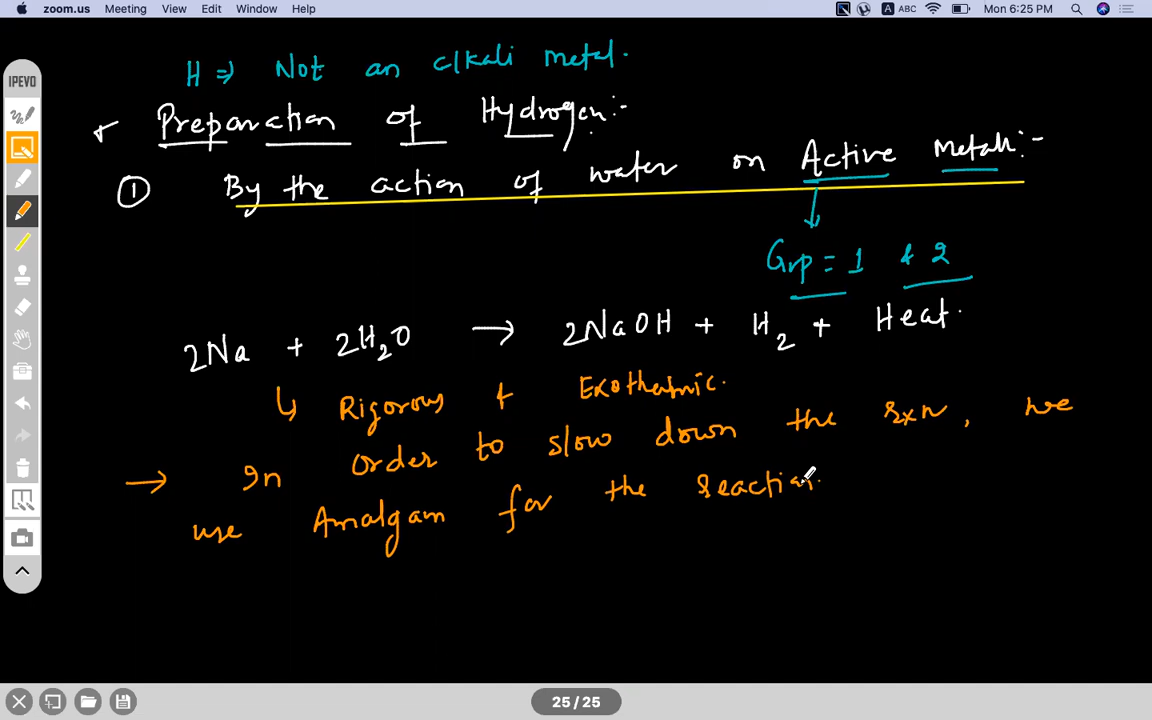 zoom.us Meeting View Edit Window Help A ABC Mon 6:25 PM
IPEVO
H ⇒ Not an alkali metal.
Preparation of Hydrogen:-
① By the action of water on Active Metals:-
Grp = 1 & 2
2Na + 2H₂O → 2NaOH + H₂ + Heat.
↳ Rigorous & Exothermic.
→ In order to slow down the rxn, we
use Amalgam for the reaction.
25 / 25